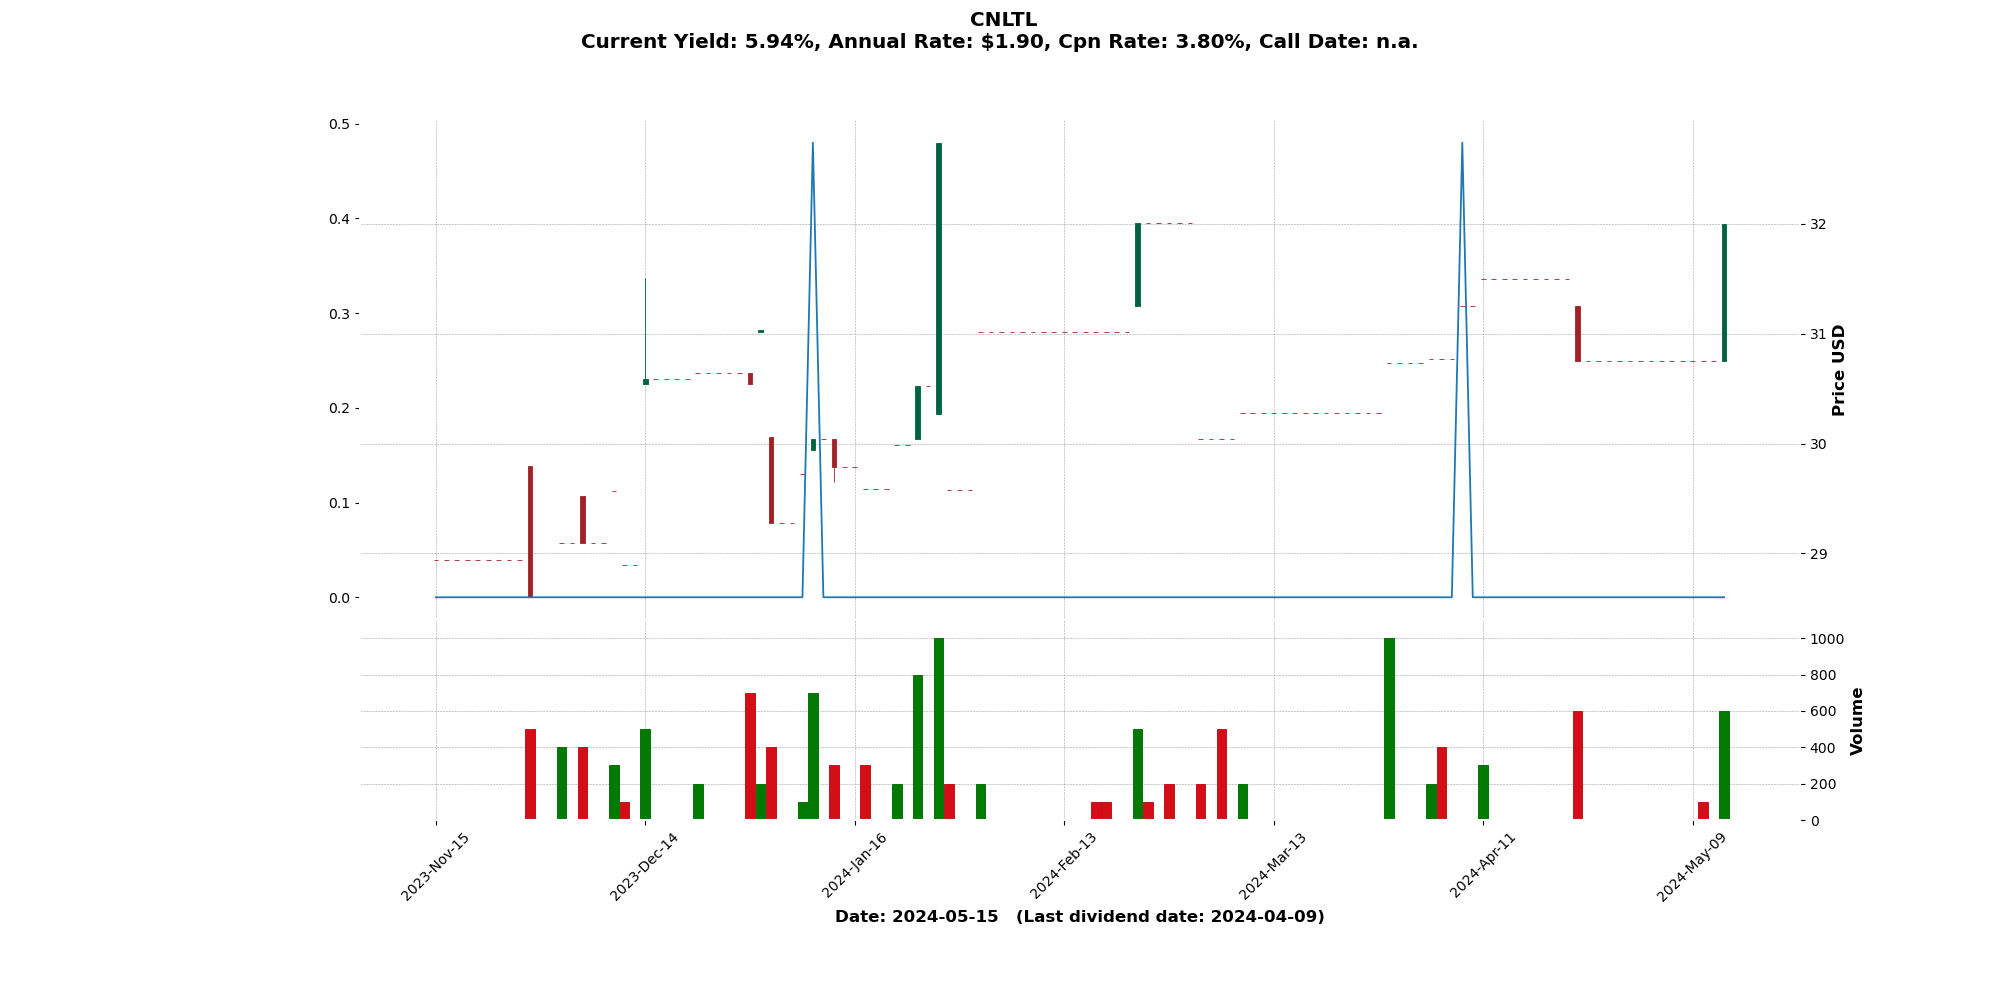 CNLTL
Current Yield: 5.94%, Annual Rate: $1.90, Cpn Rate: 3.80%, Call Date: n.a.
0.5
0.4
0.3
0.2
0.1
0.0
32
31
30
29
Price USD
1000
800
600
400
200
0
Volume
2023-Nov-15
2023-Dec-14
2024-Jan-16
2024-Feb-13
2024-Mar-13
2024-Apr-11
2024-May-09
Date: 2024-05-15 (Last dividend date: 2024-04-09)